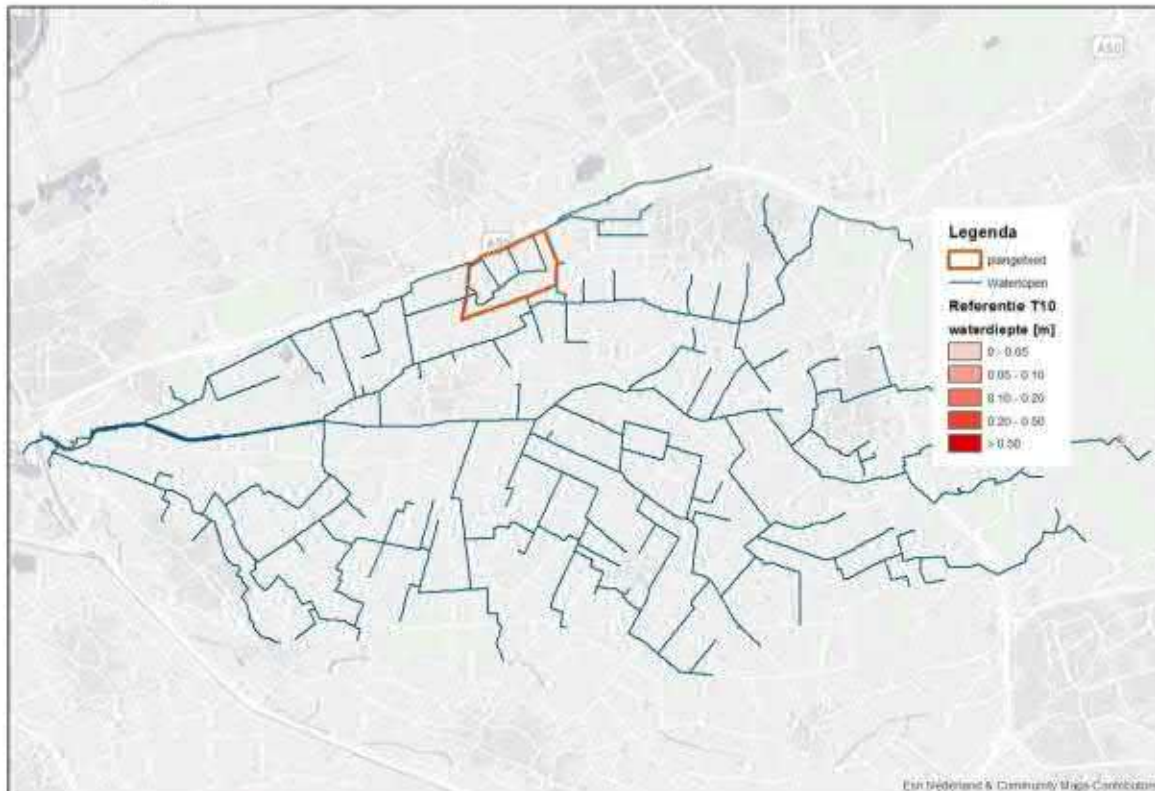 A50
Legenda
plangebied
Waterlopen
Referentie T10
waterdiepte [m]
0 - 0.05
0.05 - 0.10
0.10 - 0.20
0.20 - 0.50
> 0.50
Esri Nederland & Community Maps Contributors